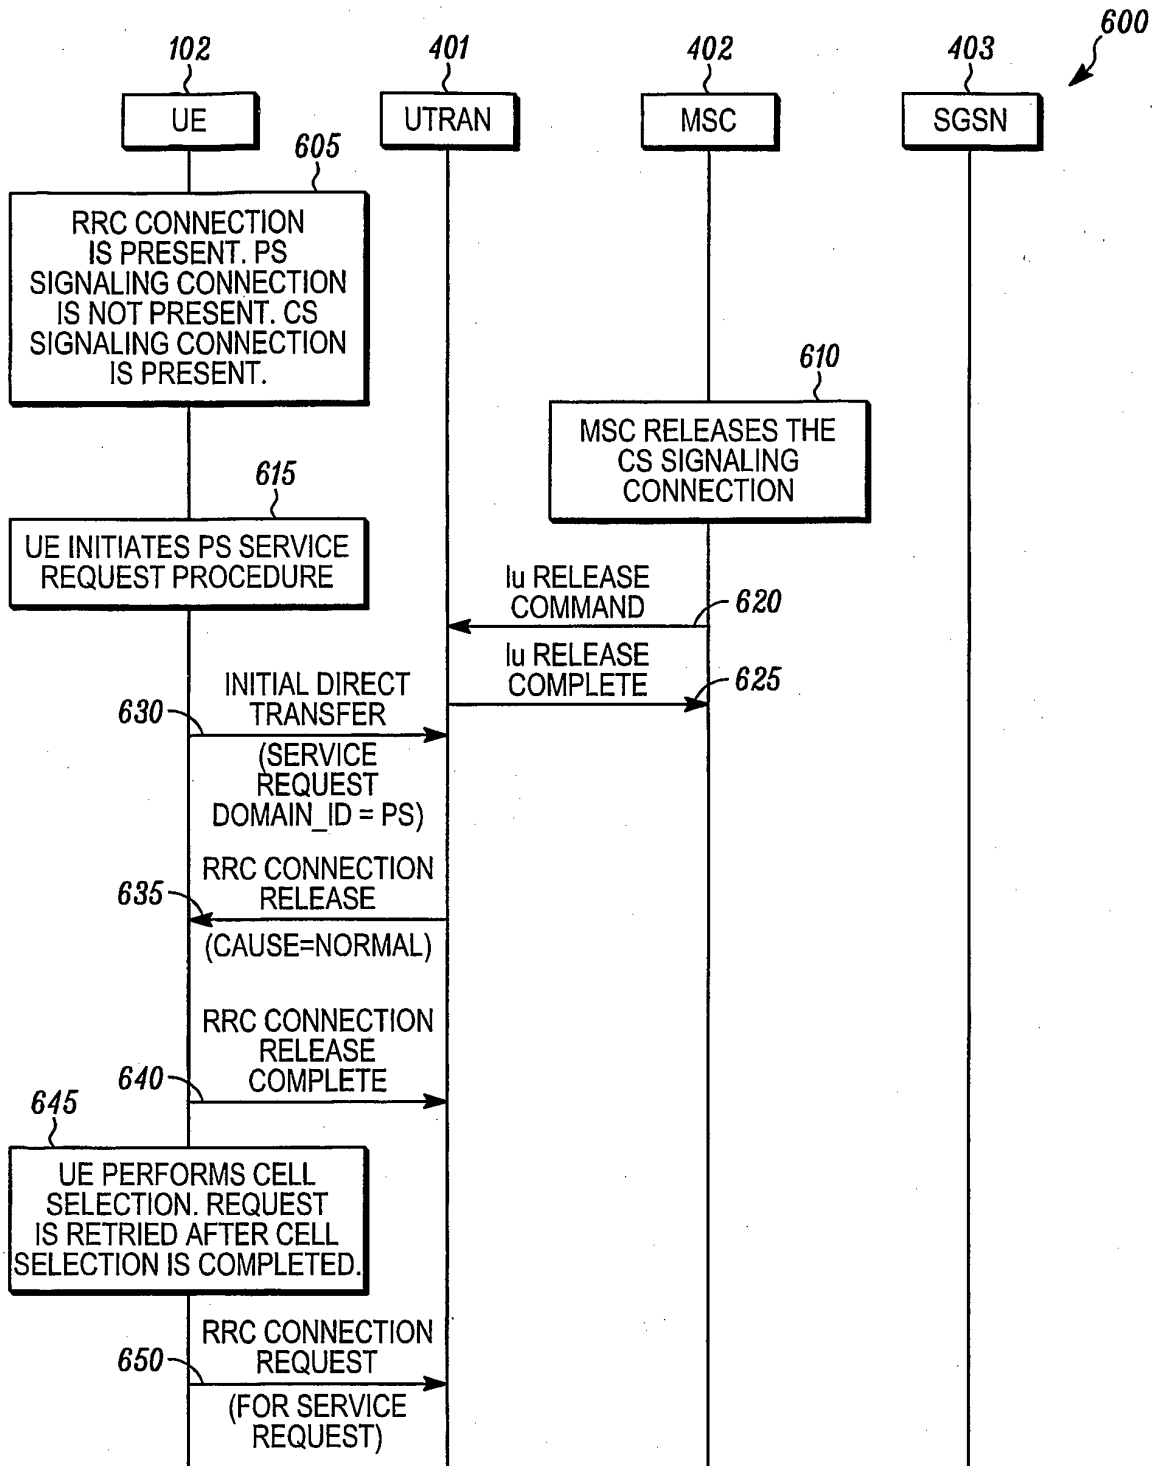 600
102
401
402
403
UE
UTRAN
MSC
SGSN
605
RRC CONNECTION
IS PRESENT. PS
SIGNALING CONNECTION
IS NOT PRESENT. CS
SIGNALING CONNECTION
IS PRESENT.
610
MSC RELEASES THE
CS SIGNALING
CONNECTION
615
UE INITIATES PS SERVICE
REQUEST PROCEDURE
Iu RELEASE
COMMAND
620
Iu RELEASE
COMPLETE
625
INITIAL DIRECT
TRANSFER
630
(SERVICE
REQUEST
DOMAIN_ID = PS)
RRC CONNECTION
RELEASE
635
(CAUSE=NORMAL)
RRC CONNECTION
RELEASE
COMPLETE
640
645
UE PERFORMS CELL
SELECTION. REQUEST
IS RETRIED AFTER CELL
SELECTION IS COMPLETED.
RRC CONNECTION
REQUEST
650
(FOR SERVICE
REQUEST)